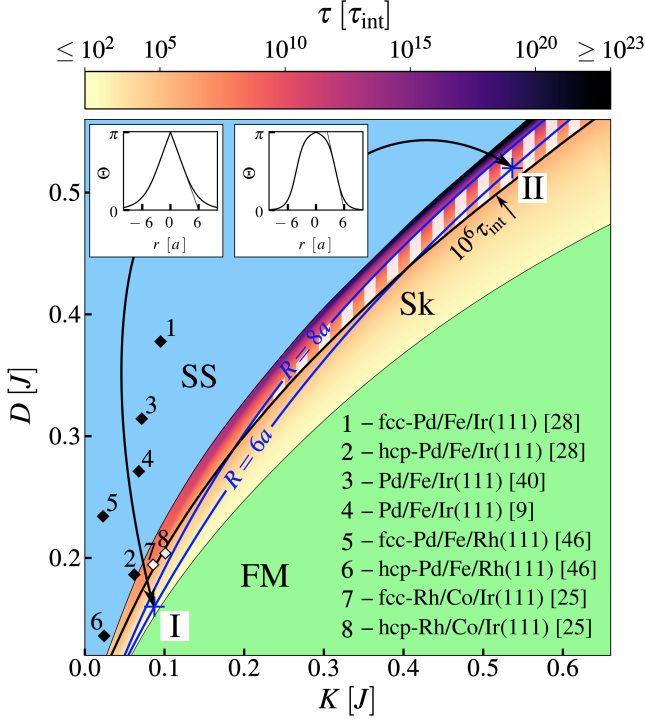 τ [τ_int]
≤ 10^2 10^5 10^10 10^15 10^20 ≥ 10^23
π
Θ
0
−6 0 6
r [a]
π
Θ
0
−6 0 6
r [a]
II
10^6 τ_int
Sk
R = 8a
R = 6a
SS
FM
I
1
3
4
5
2
7
8
6
1 – fcc-Pd/Fe/Ir(111) [28]
2 – hcp-Pd/Fe/Ir(111) [28]
3 – Pd/Fe/Ir(111) [40]
4 – Pd/Fe/Ir(111) [9]
5 – fcc-Pd/Fe/Rh(111) [46]
6 – hcp-Pd/Fe/Rh(111) [46]
7 – fcc-Rh/Co/Ir(111) [25]
8 – hcp-Rh/Co/Ir(111) [25]
D [J]
0.5
0.4
0.3
0.2
0.0 0.1 0.2 0.3 0.4 0.5 0.6
K [J]